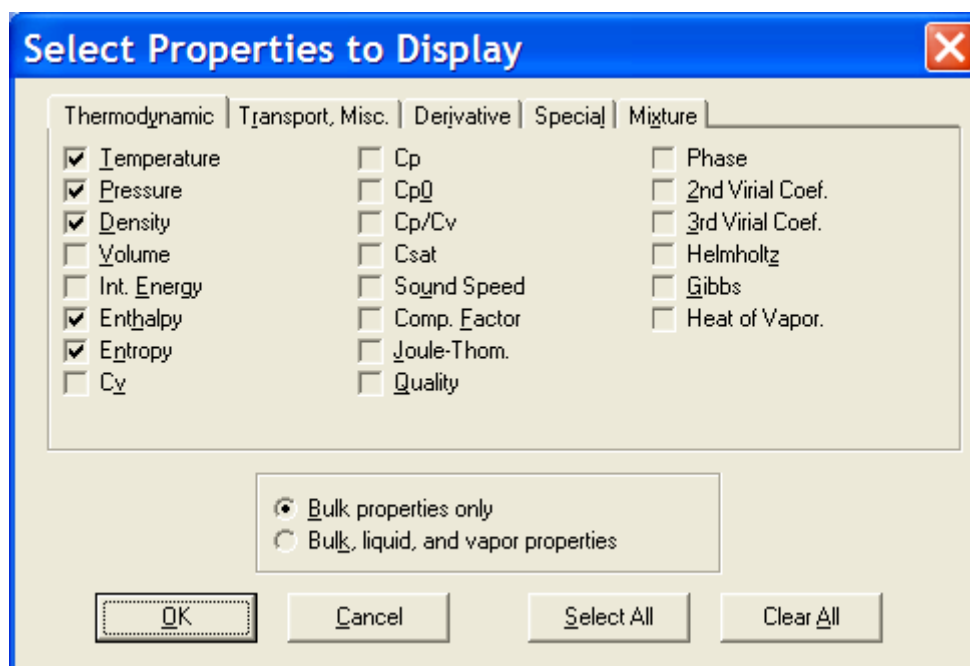 Select Properties to Display
Thermodynamic Transport, Misc. Derivative Special Mixture
Temperature Cp Phase
Pressure Cp0 2nd Virial Coef.
Density Cp/Cv 3rd Virial Coef.
Volume Csat Helmholtz
Int. Energy Sound Speed Gibbs
Enthalpy Comp. Factor Heat of Vapor.
Entropy Joule-Thom.
Cv Quality
Bulk properties only
Bulk, liquid, and vapor properties
OK Cancel Select All Clear All